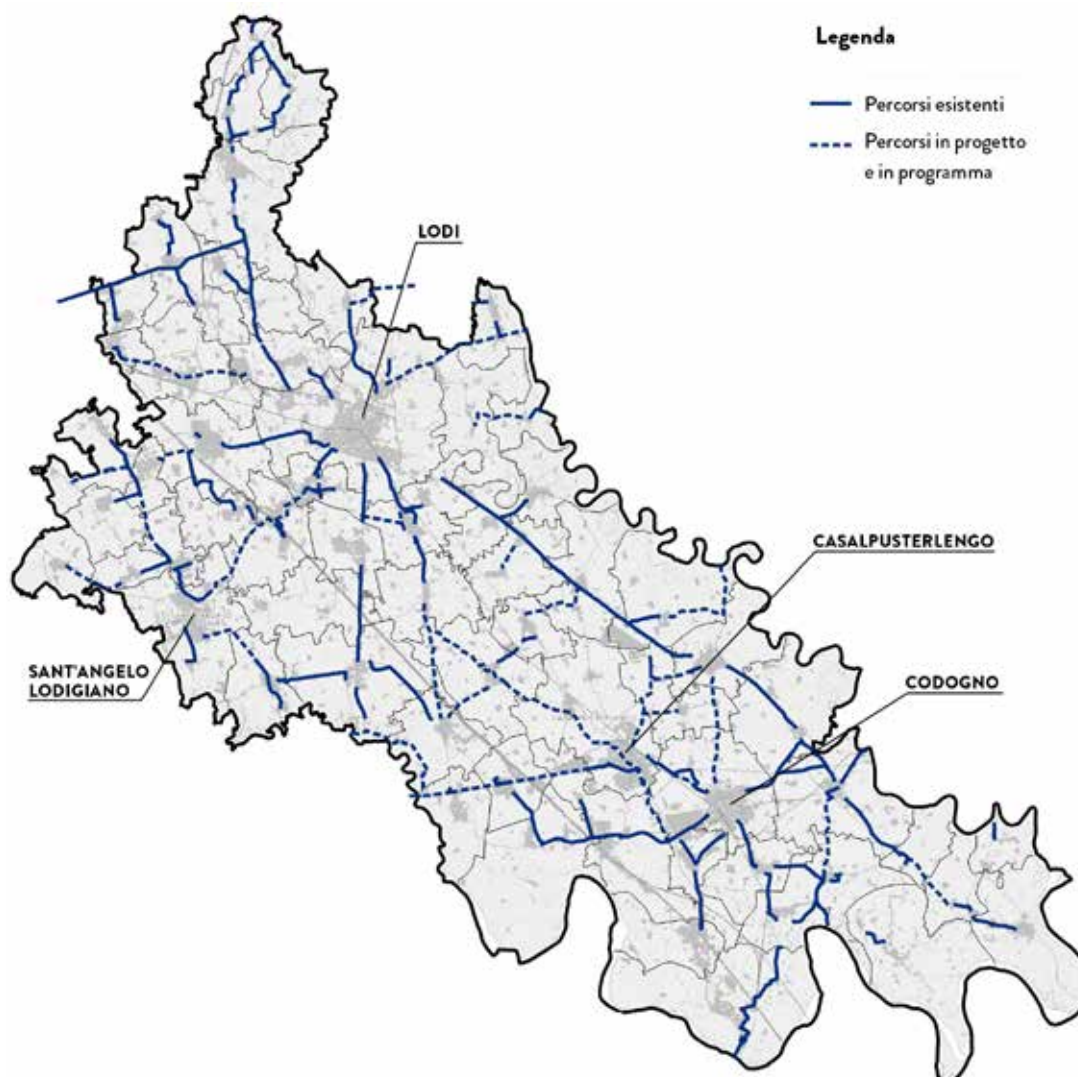 Legenda
Percorsi esistenti
Percorsi in progetto
e in programma
LODI
CASALPUSTERLENGO
SANT'ANGELO
LODIGIANO
CODOGNO